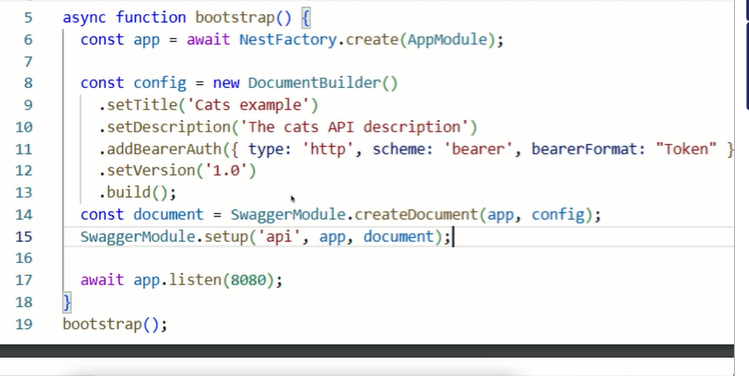 5 async function bootstrap() {
6 const app = await NestFactory.create(AppModule);
7
8 const config = new DocumentBuilder()
9 .setTitle('Cats example')
10 .setDescription('The cats API description')
11 .addBearerAuth({ type: 'http', scheme: 'bearer', bearerFormat: "Token" }
12 .setVersion('1.0')
13 .build();
14 const document = SwaggerModule.createDocument(app, config);
15 SwaggerModule.setup('api', app, document);
16
17 await app.listen(8080);
18 }
19 bootstrap();